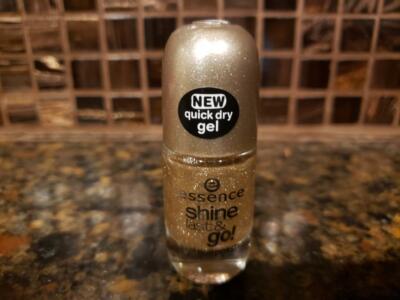 NEW
quick dry
gel
essence
shine
last &
go!